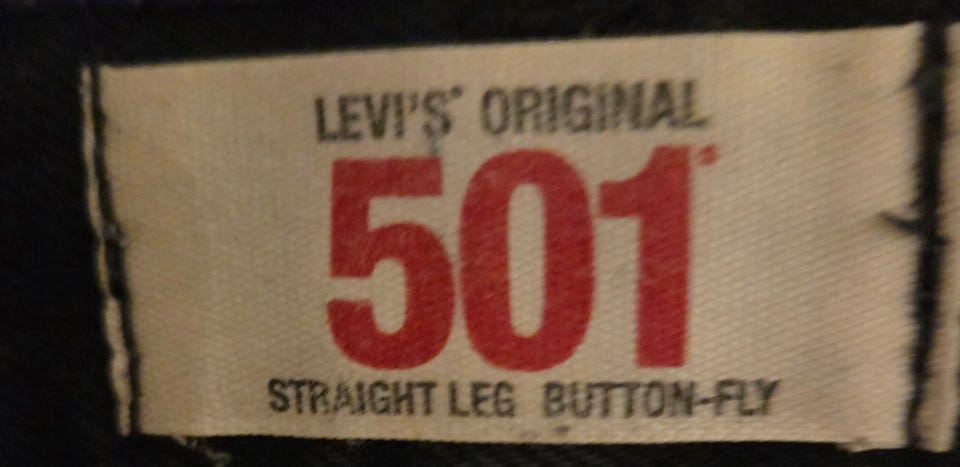 LEVI'S® ORIGINAL
501®
STRAIGHT LEG BUTTON-FLY